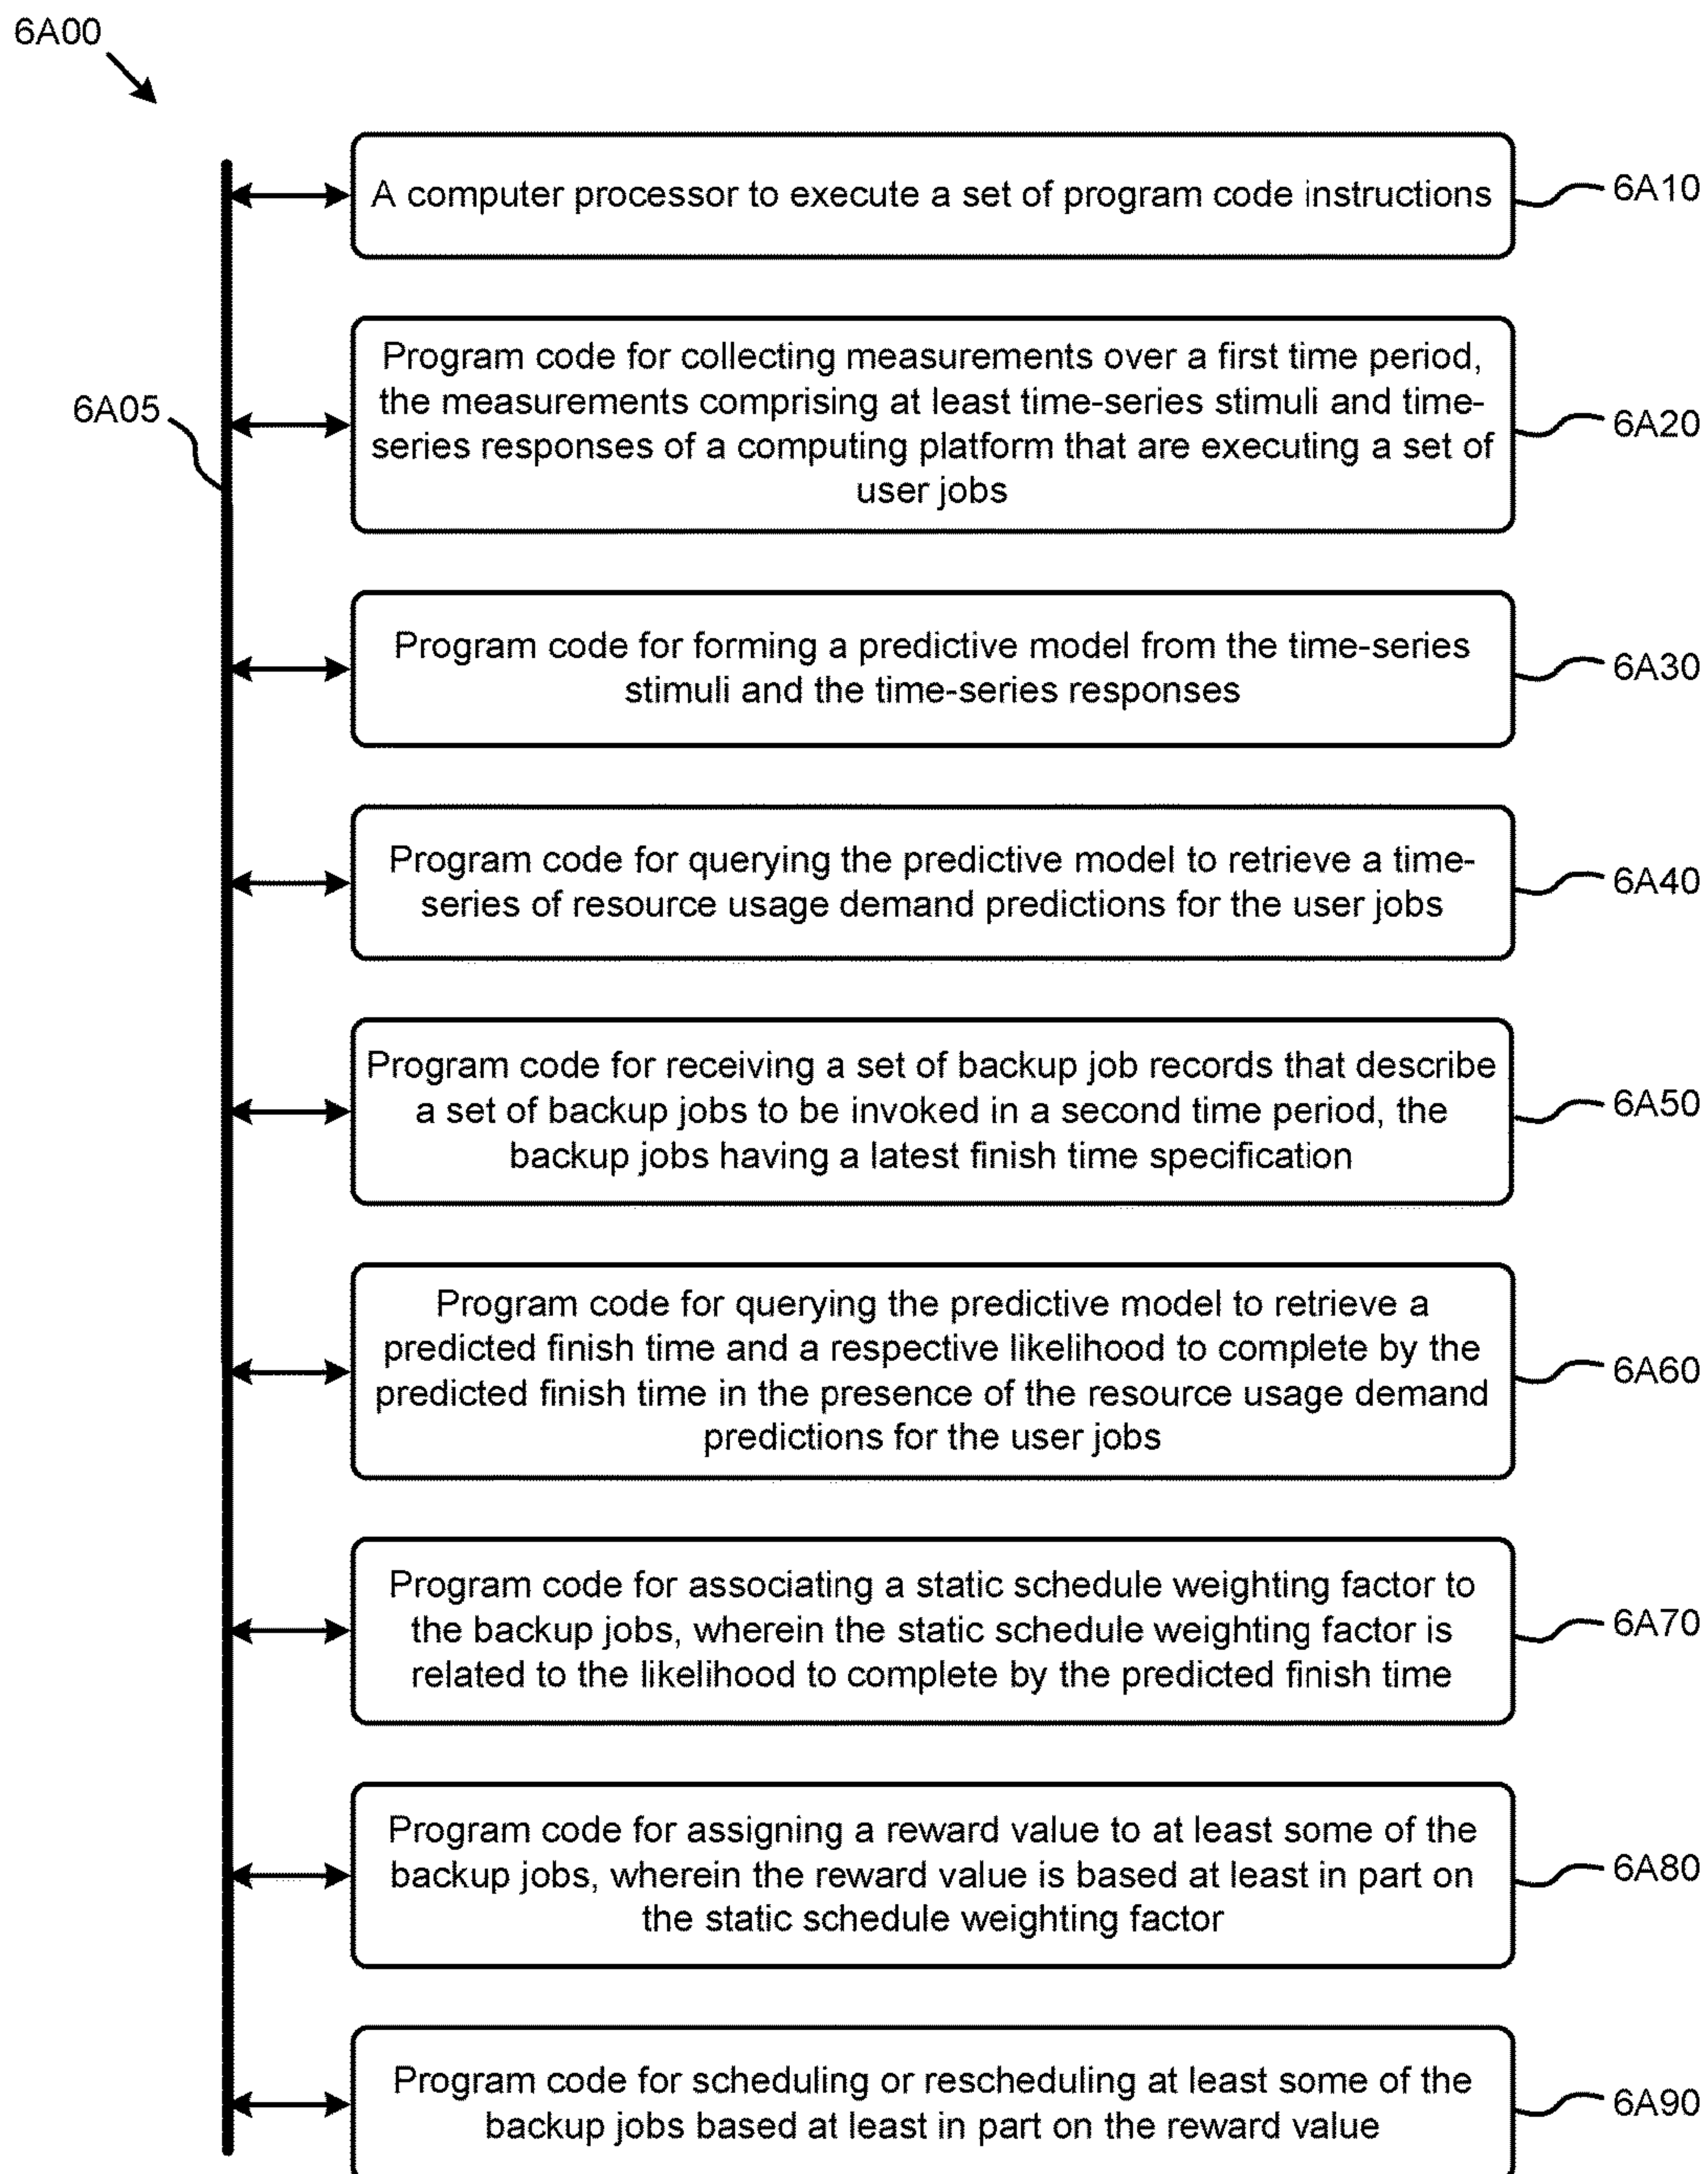 6A00
A computer processor to execute a set of program code instructions
6A10
Program code for collecting measurements over a first time period,
the measurements comprising at least time-series stimuli and time-
series responses of a computing platform that are executing a set of
user jobs
6A05
6A20
Program code for forming a predictive model from the time-series
stimuli and the time-series responses
6A30
Program code for querying the predictive model to retrieve a time-
series of resource usage demand predictions for the user jobs
6A40
Program code for receiving a set of backup job records that describe
a set of backup jobs to be invoked in a second time period, the
backup jobs having a latest finish time specification
6A50
Program code for querying the predictive model to retrieve a
predicted finish time and a respective likelihood to complete by the
predicted finish time in the presence of the resource usage demand
predictions for the user jobs
6A60
Program code for associating a static schedule weighting factor to
the backup jobs, wherein the static schedule weighting factor is
related to the likelihood to complete by the predicted finish time
6A70
Program code for assigning a reward value to at least some of the
backup jobs, wherein the reward value is based at least in part on
the static schedule weighting factor
6A80
Program code for scheduling or rescheduling at least some of the
backup jobs based at least in part on the reward value
6A90